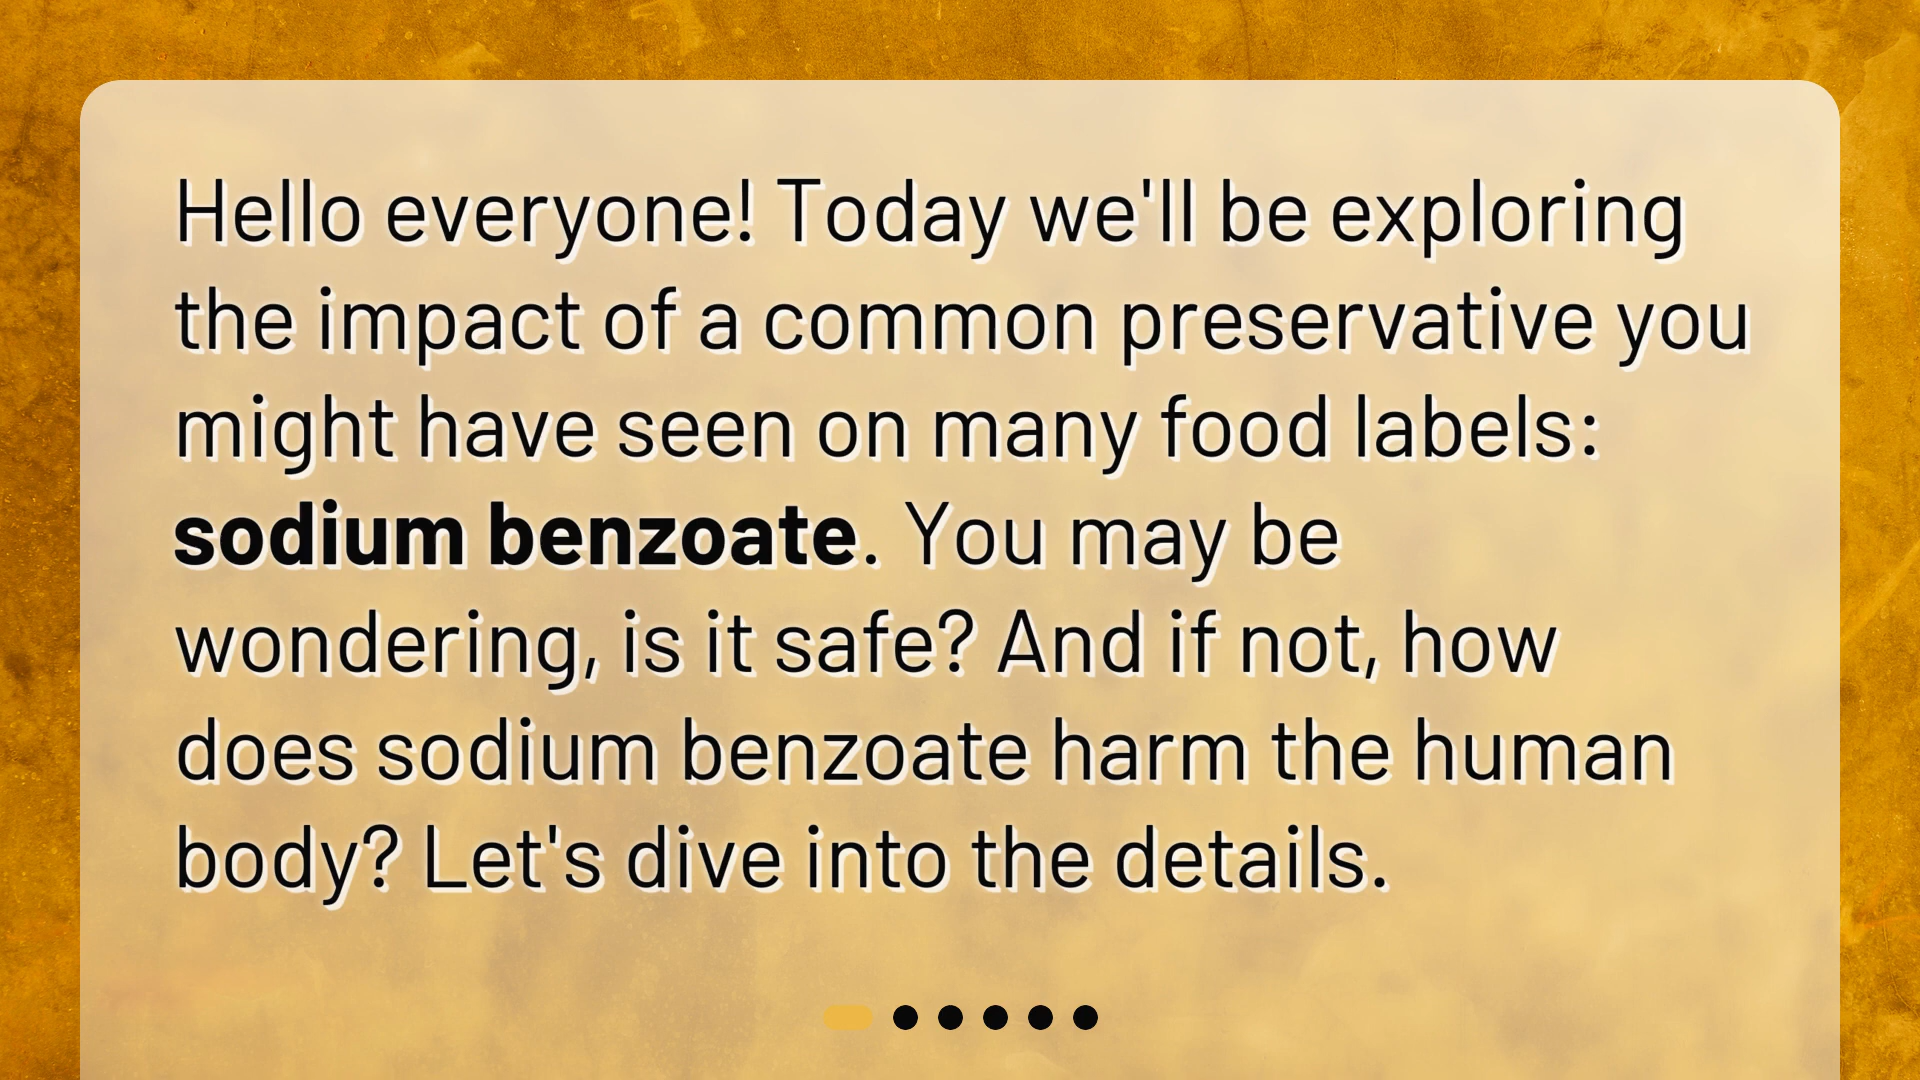 Hello everyone! Today we'll be exploring
the impact of a common preservative you
might have seen on many food labels:
sodium benzoate. You may be
wondering, is it safe? And if not, how
does sodium benzoate harm the human
body? Let's dive into the details.